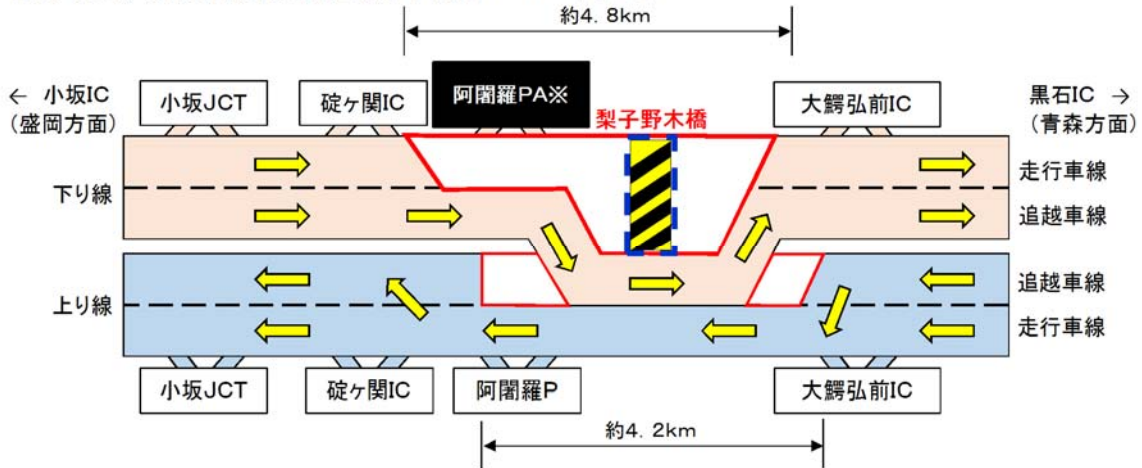 約4.8km
← 小坂IC
(盛岡方面)
小坂JCT
碇ヶ関IC
阿闍羅PA※
梨子野木橋
大鰐弘前IC
黒石IC →
(青森方面)
下り線
走行車線
追越車線
上り線
追越車線
走行車線
小坂JCT
碇ヶ関IC
阿闍羅P
大鰐弘前IC
約4.2km